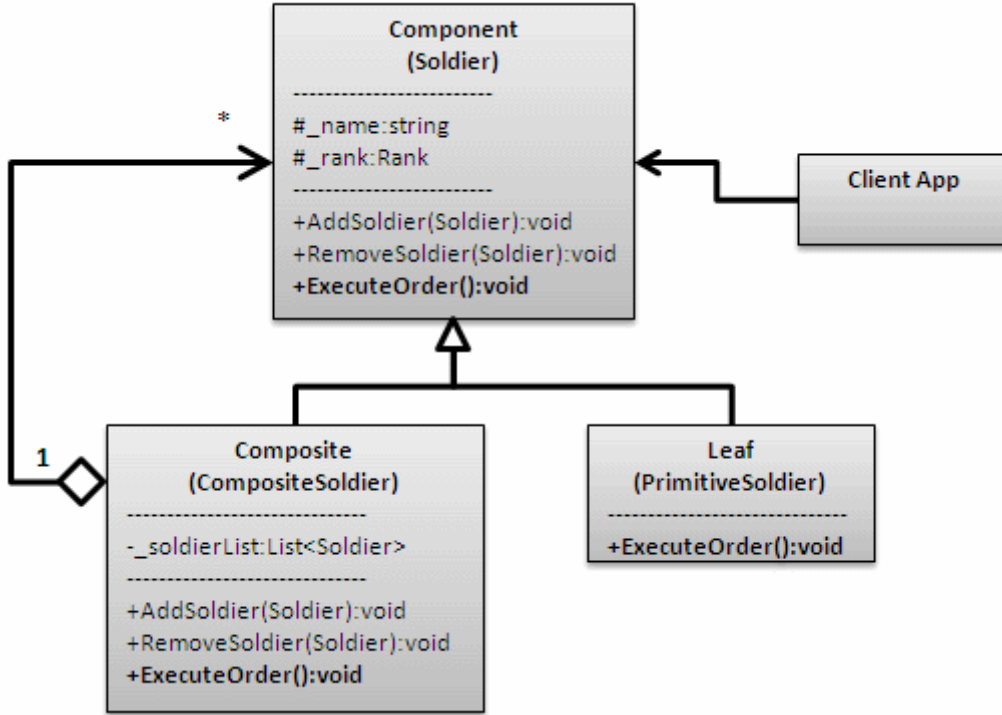 Component
(Soldier)
-------------------------
#_name:string
#_rank:Rank
-------------------------
+AddSoldier(Soldier):void
+RemoveSoldier(Soldier):void
+ExecuteOrder():void
*
Client App
1
Composite
(CompositeSoldier)
------------------------------
-_soldierList:List<Soldier>
------------------------------
+AddSoldier(Soldier):void
+RemoveSoldier(Soldier):void
+ExecuteOrder():void
Leaf
(PrimitiveSoldier)
------------------------------
+ExecuteOrder():void